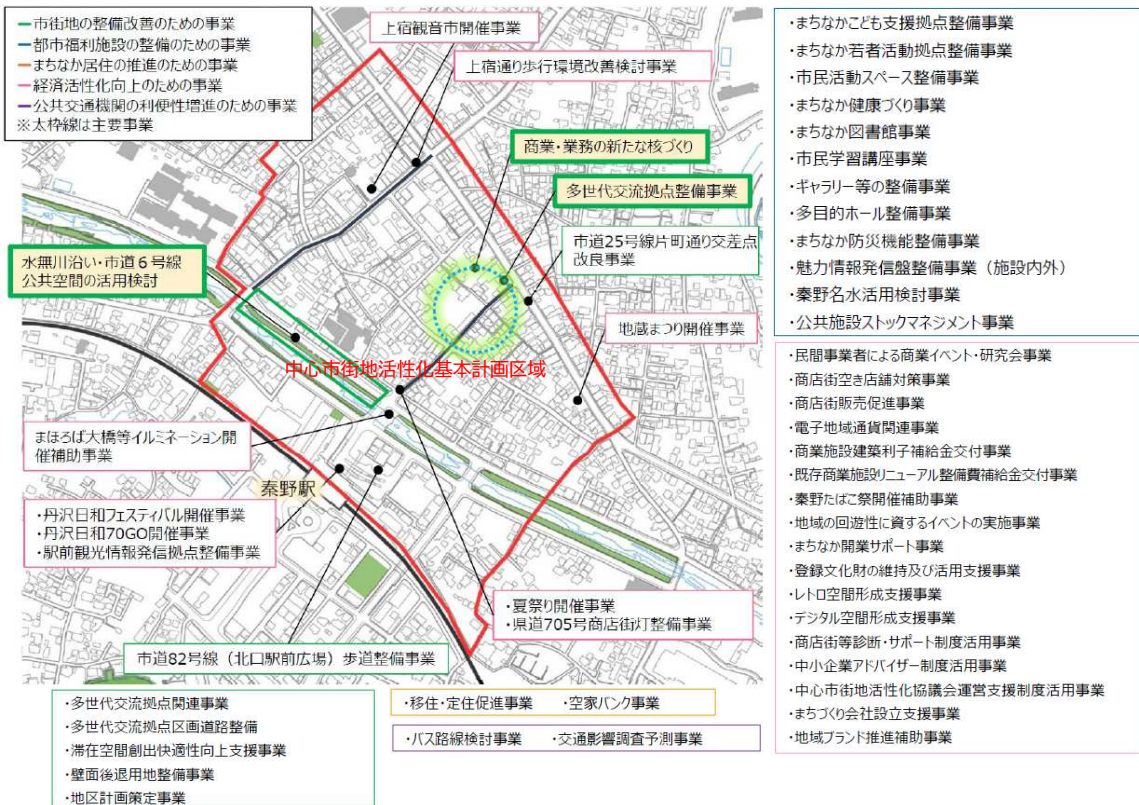 市街地の整備改善のための事業
都市福利施設の整備のための事業
まちなか居住の推進のための事業
経済活性化向上のための事業
公共交通機関の利便性増進のための事業
※太枠線は主要事業
上宿観音市開催事業
上宿通り歩行環境改善検討事業
商業・業務の新たな核づくり
多世代交流拠点整備事業
市道25号線片町通り交差点
改良事業
水無川沿い・市道6号線
公共空間の活用検討
地蔵まつり開催事業
中心市街地活性化基本計画区域
まほろば大橋等イルミネーション開
催補助事業
秦野駅
・丹沢日和フェスティバル開催事業
・丹沢日和70GO開催事業
・駅前観光情報発信拠点整備事業
・夏祭り開催事業
・県道705号商店街灯整備事業
市道82号線（北口駅前広場）歩道整備事業
・多世代交流拠点関連事業
・多世代交流拠点区画道路整備
・滞在空間創出快適性向上支援事業
・壁面後退用地整備事業
・地区計画策定事業
・移住・定住促進事業　・空家バンク事業
・バス路線検討事業　・交通影響調査予測事業
・まちなかこども支援拠点整備事業
・まちなか若者活動拠点整備事業
・市民活動スペース整備事業
・まちなか健康づくり事業
・まちなか図書館事業
・市民学習講座事業
・ギャラリー等の整備事業
・多目的ホール整備事業
・まちなか防災機能整備事業
・魅力情報発信盤整備事業（施設内外）
・秦野名水活用検討事業
・公共施設ストックマネジメント事業
・民間事業者による商業イベント・研究会事業
・商店街空き店舗対策事業
・商店街販売促進事業
・電子地域通貨関連事業
・商業施設建築利子補給金交付事業
・既存商業施設リニューアル整備費補給金交付事業
・秦野たばこ祭開催補助事業
・地域の回遊性に資するイベントの実施事業
・まちなか開業サポート事業
・登録文化財の維持及び活用支援事業
・レトロ空間形成支援事業
・デジタル空間形成支援事業
・商店街等診断・サポート制度活用事業
・中小企業アドバイザー制度活用事業
・中心市街地活性化協議会運営支援制度活用事業
・まちづくり会社設立支援事業
・地域ブランド推進補助事業